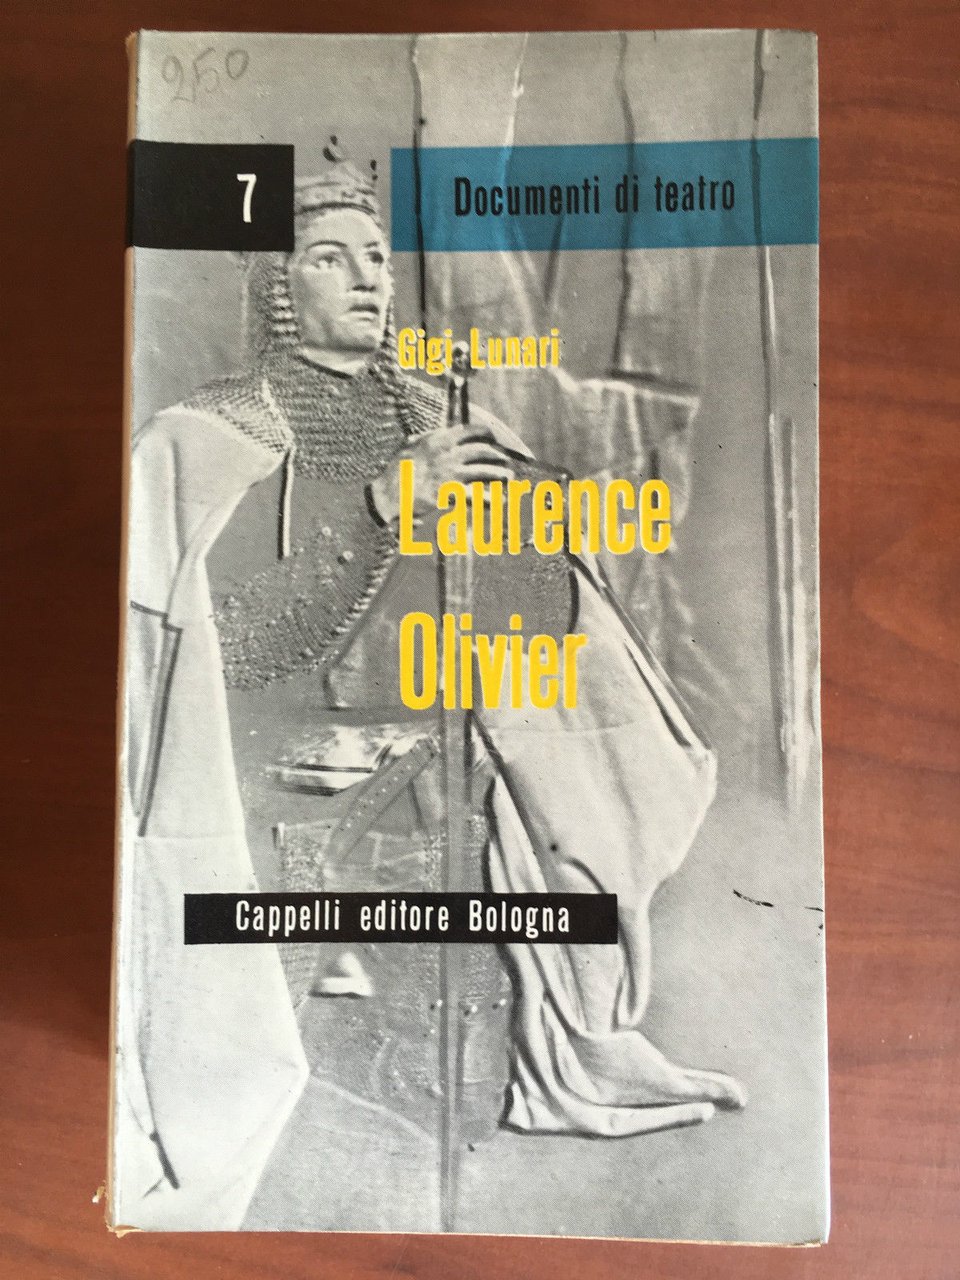 250
7
Documenti di teatro
Gigi Lunari
Laurence
Olivier
Cappelli editore Bologna